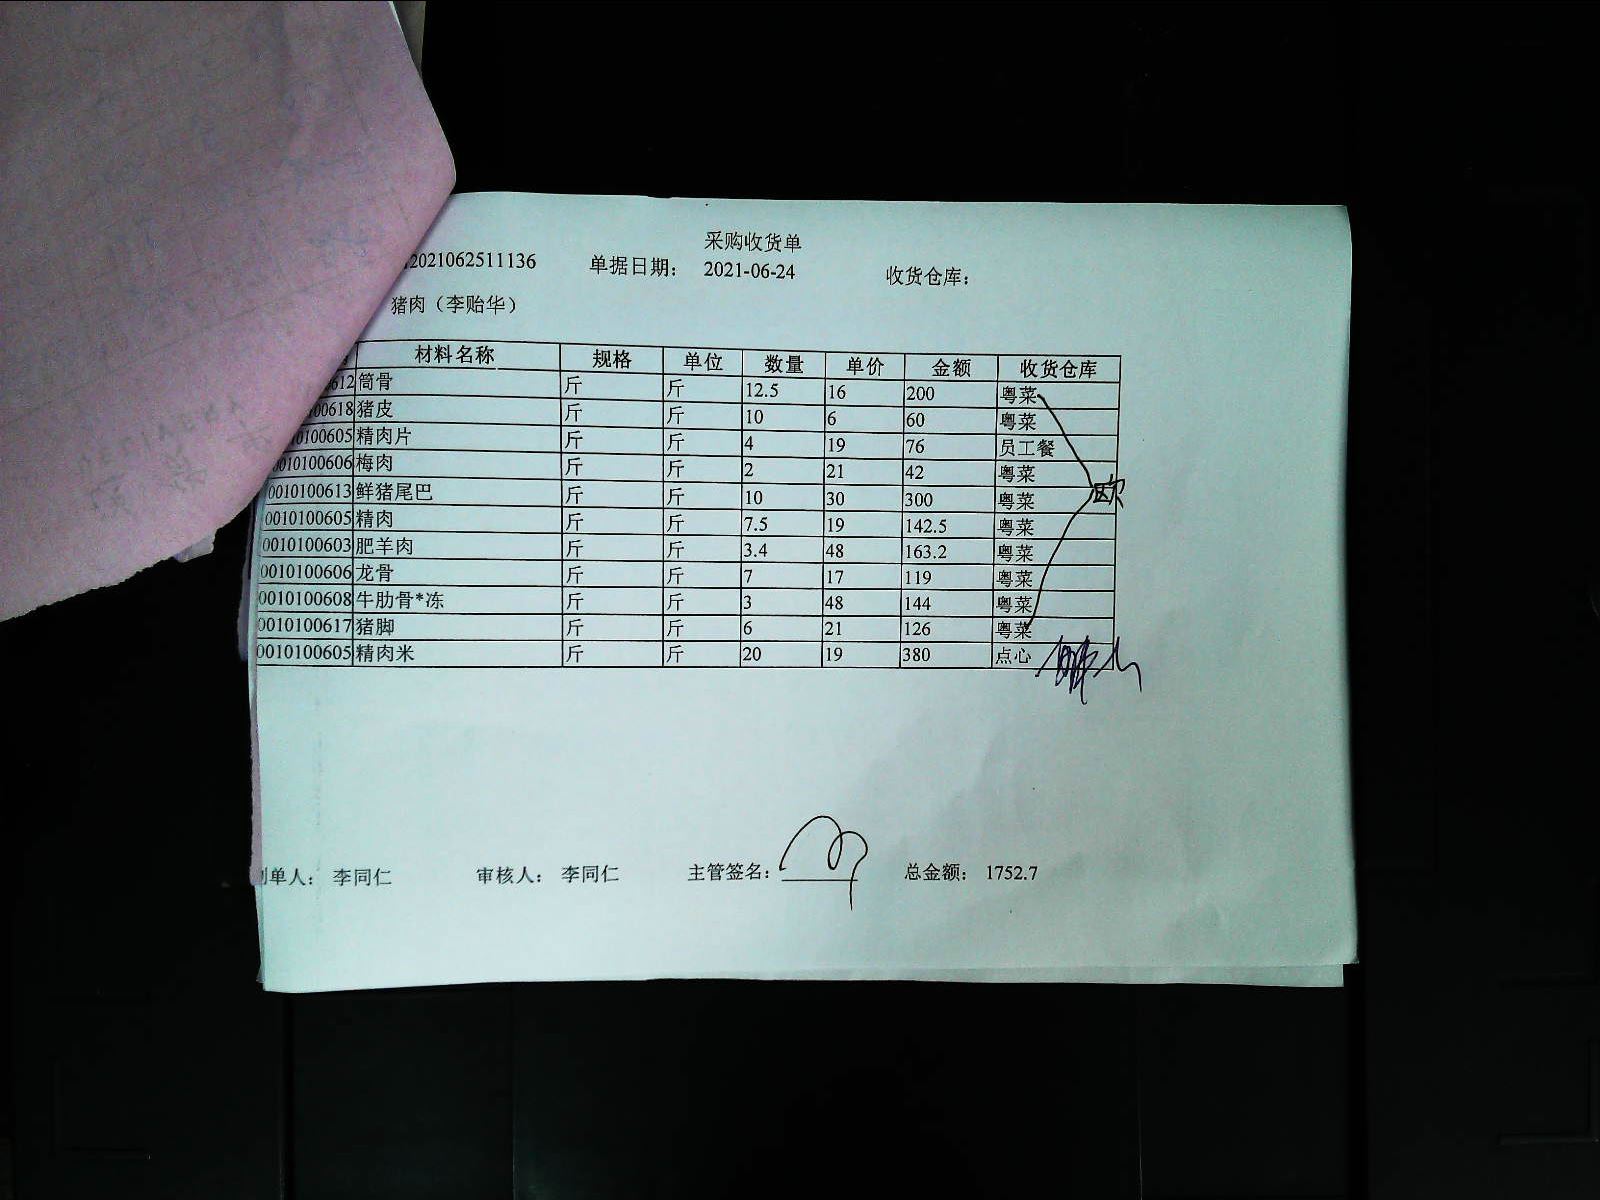 采购收货单
2021062511136 单据日期： 2021-06-24 收货仓库：
猪肉（李贻华）
材料名称 规格 单位 数量 单价 金额 收货仓库
612 筒骨 斤 斤 12.5 16 200 粤菜
00618 猪皮 斤 斤 10 6 60 粤菜
0100605 精肉片 斤 斤 4 19 76 员工餐
0010100606 梅肉 斤 斤 2 21 42 粤菜
0010100613 鲜猪尾巴 斤 斤 10 30 300 粤菜
欧
0010100605 精肉 斤 斤 7.5 19 142.5 粤菜
0010100603 肥羊肉 斤 斤 3.4 48 163.2 粤菜
0010100606 龙骨 斤 斤 7 17 119 粤菜
0010100608 牛肋骨*冻 斤 斤 3 48 144 粤菜
0010100617 猪脚 斤 斤 6 21 126 粤菜
0010100605 精肉米 斤 斤 20 19 380 点心
制单人： 李同仁 审核人： 李同仁 主管签名： 总金额： 1752.7